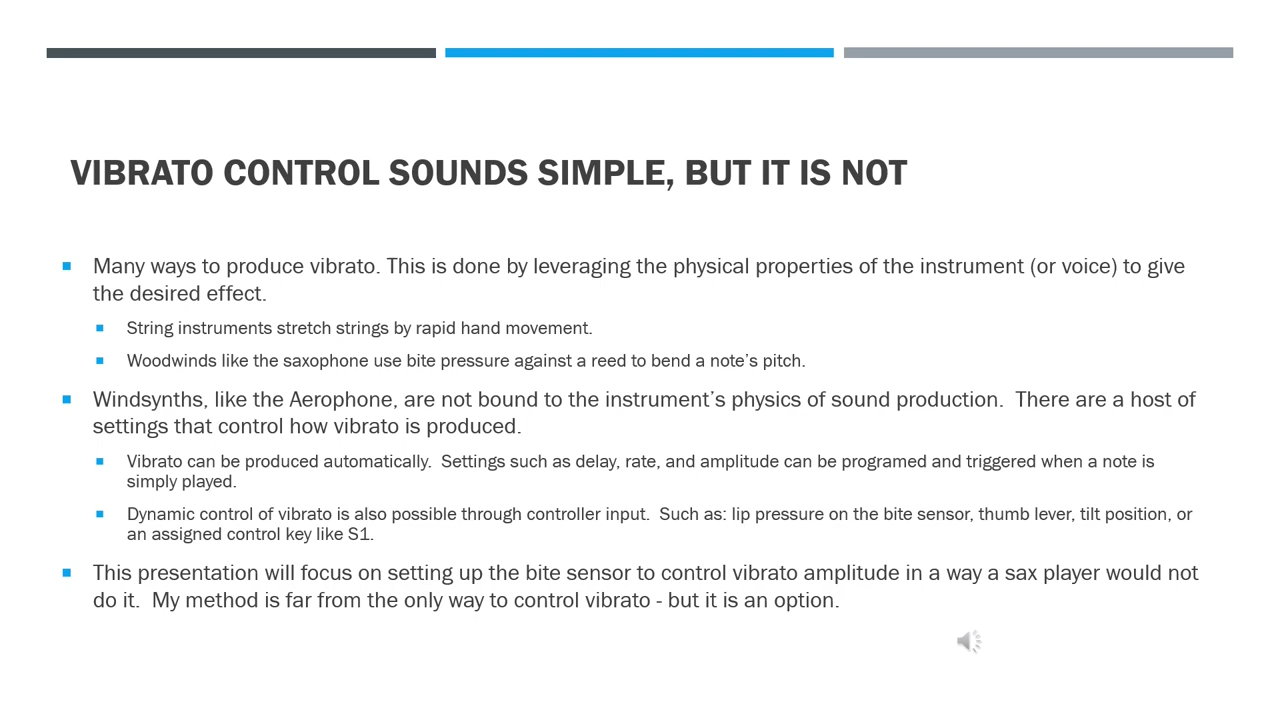 VIBRATO CONTROL SOUNDS SIMPLE, BUT IT IS NOT
Many ways to produce vibrato. This is done by leveraging the physical properties of the instrument (or voice) to give
the desired effect.
String instruments stretch strings by rapid hand movement.
Woodwinds like the saxophone use bite pressure against a reed to bend a note’s pitch.
Windsynths, like the Aerophone, are not bound to the instrument’s physics of sound production.  There are a host of
settings that control how vibrato is produced.
Vibrato can be produced automatically.  Settings such as delay, rate, and amplitude can be programed and triggered when a note is
simply played.
Dynamic control of vibrato is also possible through controller input.  Such as: lip pressure on the bite sensor, thumb lever, tilt position, or
an assigned control key like S1.
This presentation will focus on setting up the bite sensor to control vibrato amplitude in a way a sax player would not
do it.  My method is far from the only way to control vibrato - but it is an option.